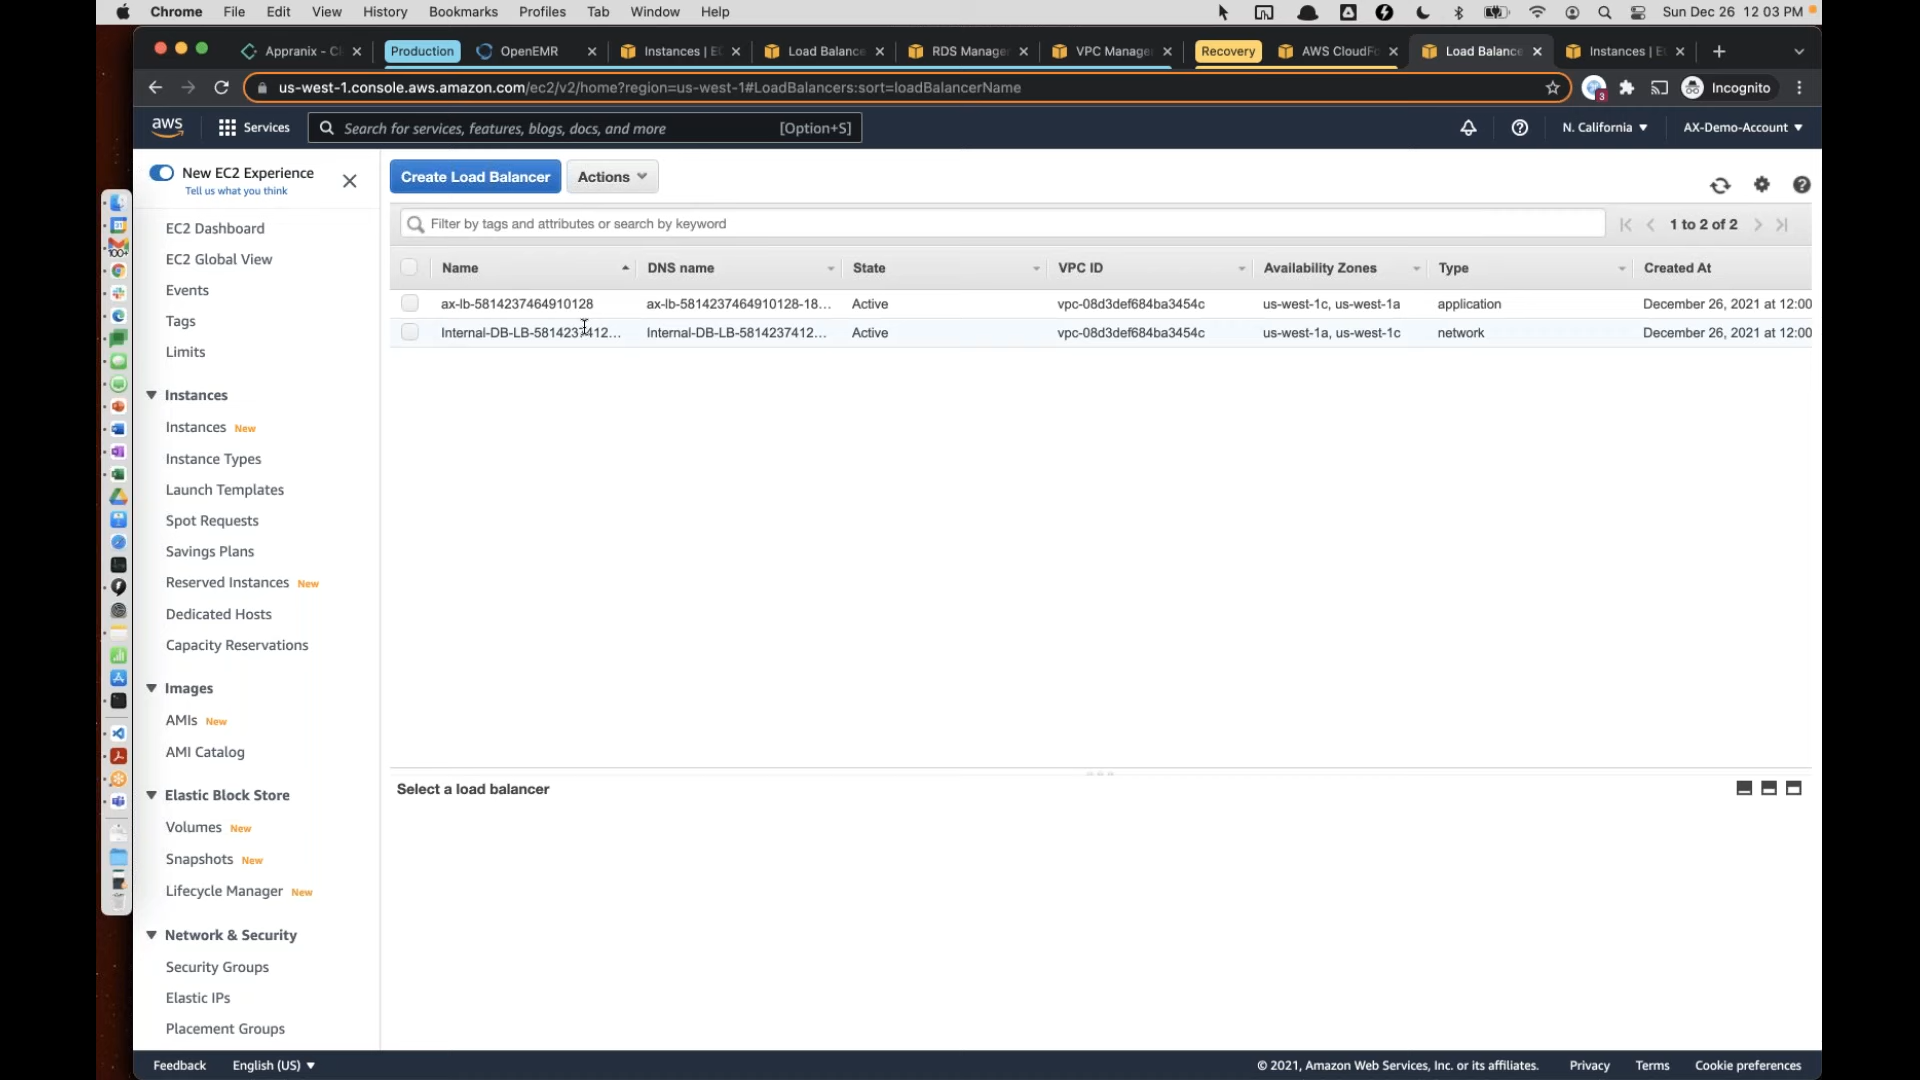 Chrome File Edit View History Bookmarks Profiles Tab Window Help Sun Dec 26 12:03 PM
Appranix - C Production OpenEMR Instances | EC Load Balance RDS Manager VPC Manage Recovery AWS CloudFo Load Balance Instances | E
us-west-1.console.aws.amazon.com/ec2/v2/home?region=us-west-1#LoadBalancers:sort=loadBalancerName 3 Incognito
aws Services Search for services, features, blogs, docs, and more [Option+S] N. California AX-Demo-Account
New EC2 Experience
Tell us what you think
Create Load Balancer Actions
Filter by tags and attributes or search by keyword 1 to 2 of 2
Name DNS name State VPC ID Availability Zones Type Created At
ax-lb-5814237464910128 ax-lb-5814237464910128-18... Active vpc-08d3def684ba3454c us-west-1c, us-west-1a application December 26, 2021 at 12:00
Internal-DB-LB-5814237412... Internal-DB-LB-5814237412... Active vpc-08d3def684ba3454c us-west-1a, us-west-1c network December 26, 2021 at 12:00
Select a load balancer
EC2 Dashboard
EC2 Global View
Events
Tags
Limits
Instances
Instances New
Instance Types
Launch Templates
Spot Requests
Savings Plans
Reserved Instances New
Dedicated Hosts
Capacity Reservations
Images
AMIs New
AMI Catalog
Elastic Block Store
Volumes New
Snapshots New
Lifecycle Manager New
Network & Security
Security Groups
Elastic IPs
Placement Groups
100+
Feedback English (US) © 2021, Amazon Web Services, Inc. or its affiliates. Privacy Terms Cookie preferences